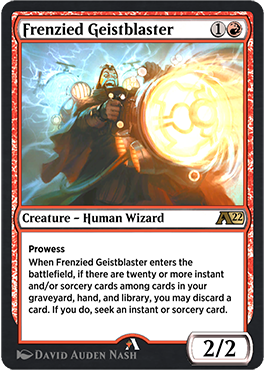 Frenzied Geistblaster 1
Creature – Human Wizard A22
Prowess
When Frenzied Geistblaster enters the
battlefield, if there are twenty or more instant
and/or sorcery cards among cards in your
graveyard, hand, and library, you may discard a
card. If you do, seek an instant or sorcery card.
DAVID AUDEN NASH
2/2